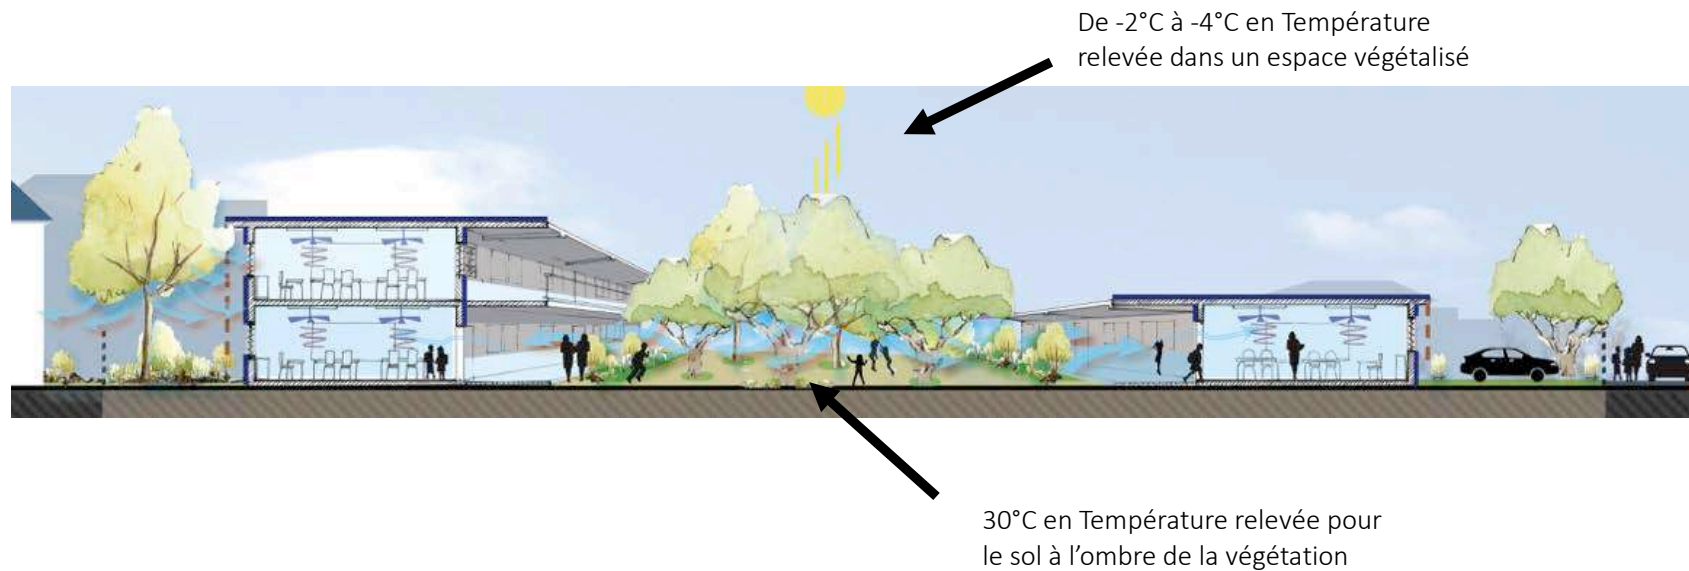 De -2°C à -4°C en Température
relevée dans un espace végétalisé
30°C en Température relevée pour
le sol à l’ombre de la végétation